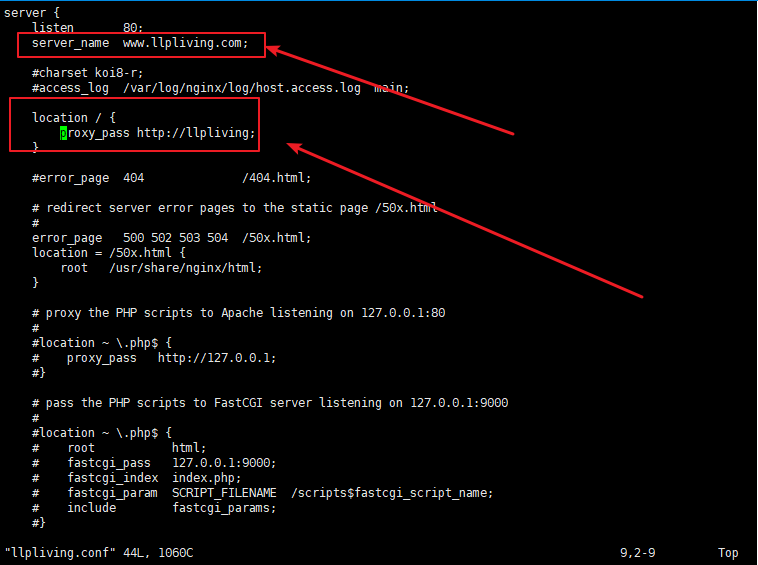 server {
    listen       80;
    server_name  www.llpliving.com;

    #charset koi8-r;
    #access_log  /var/log/nginx/log/host.access.log  main;

    location / {
        proxy_pass http://llpliving;
    }

    #error_page  404              /404.html;

    # redirect server error pages to the static page /50x.html
    #
    error_page   500 502 503 504  /50x.html;
    location = /50x.html {
        root   /usr/share/nginx/html;
    }

    # proxy the PHP scripts to Apache listening on 127.0.0.1:80
    #
    #location ~ \.php$ {
    #    proxy_pass   http://127.0.0.1;
    #}

    # pass the PHP scripts to FastCGI server listening on 127.0.0.1:9000
    #
    #location ~ \.php$ {
    #    root           html;
    #    fastcgi_pass   127.0.0.1:9000;
    #    fastcgi_index  index.php;
    #    fastcgi_param  SCRIPT_FILENAME  /scripts$fastcgi_script_name;
    #    include        fastcgi_params;
    #}

"llpliving.conf" 44L, 1060C 9,2-9 Top